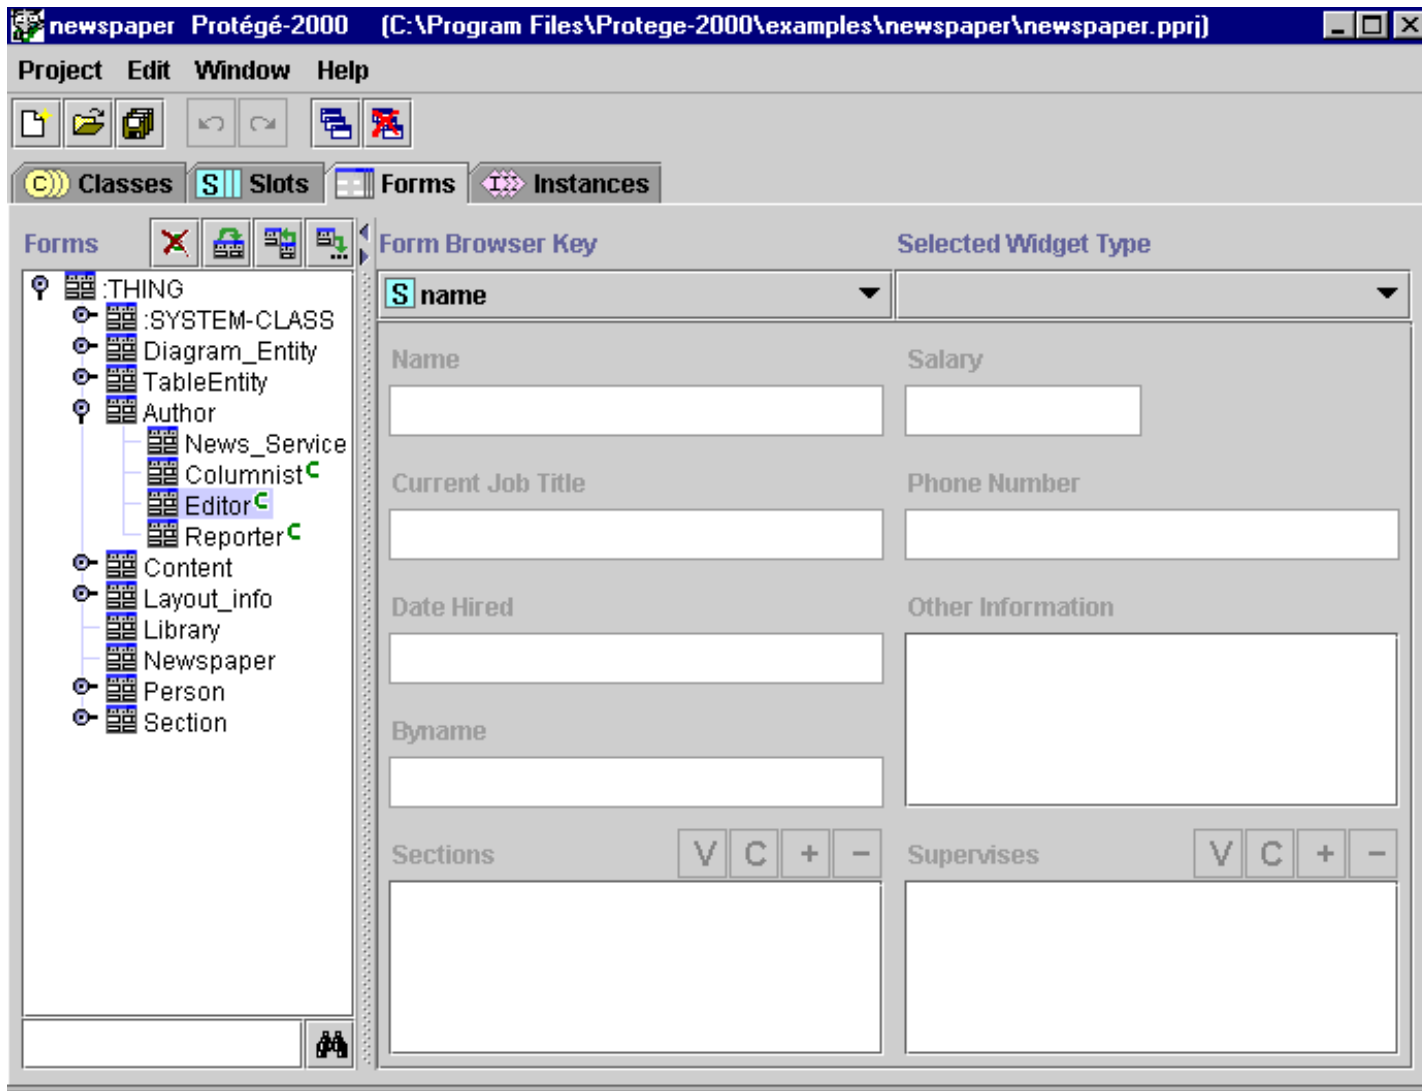 newspaper Protégé-2000 (C:\Program Files\Protege-2000\examples\newspaper\newspaper.pprj)
Project Edit Window Help
C Classes S Slots Forms I Instances
Forms
Form Browser Key Selected Widget Type
S name
:THING
:SYSTEM-CLASS
Diagram_Entity
TableEntity
Author
News_Service
Columnist C
Editor C
Reporter C
Content
Layout_info
Library
Newspaper
Person
Section
Name Salary
Current Job Title Phone Number
Date Hired Other Information
Byname
Sections V C + − Supervises V C + −